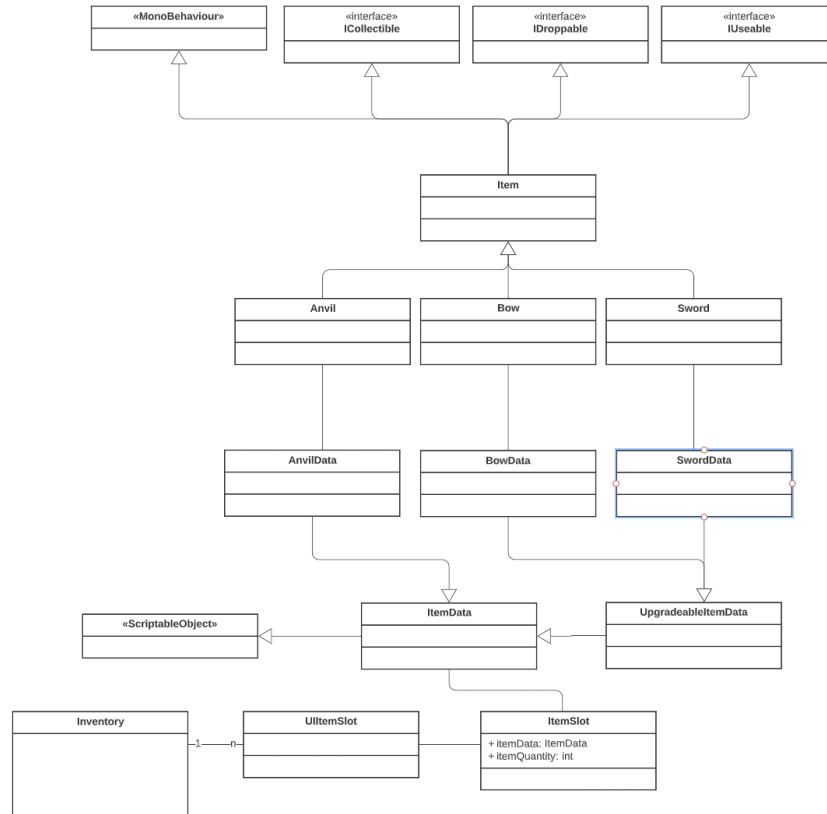 «MonoBehaviour»
«interface»
ICollectible
«interface»
IDroppable
«interface»
IUseable
Item
Anvil
Bow
Sword
AnvilData
BowData
SwordData
«ScriptableObject»
ItemData
UpgradeableItemData
Inventory
1
n
UIItemSlot
ItemSlot
+ itemData: ItemData
+ itemQuantity: int